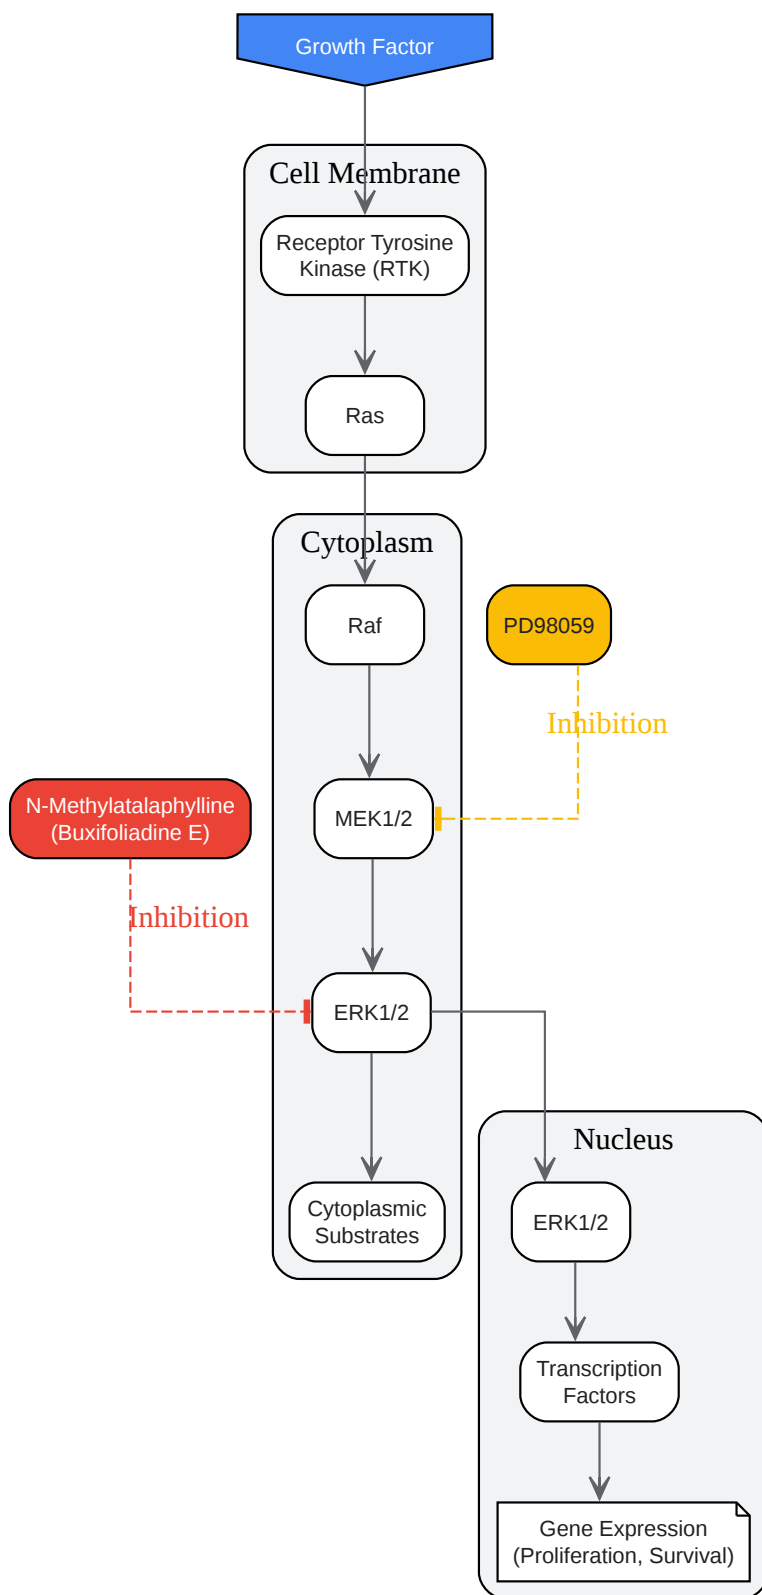 Growth Factor
Cell Membrane
Receptor Tyrosine
Kinase (RTK)
Ras
Cytoplasm
Raf
PD98059
Inhibition
N-Methylatalaphylline
(Buxifoliadine E)
MEK1/2
Inhibition
ERK1/2
Nucleus
Cytoplasmic
Substrates
ERK1/2
Transcription
Factors
Gene Expression
(Proliferation, Survival)